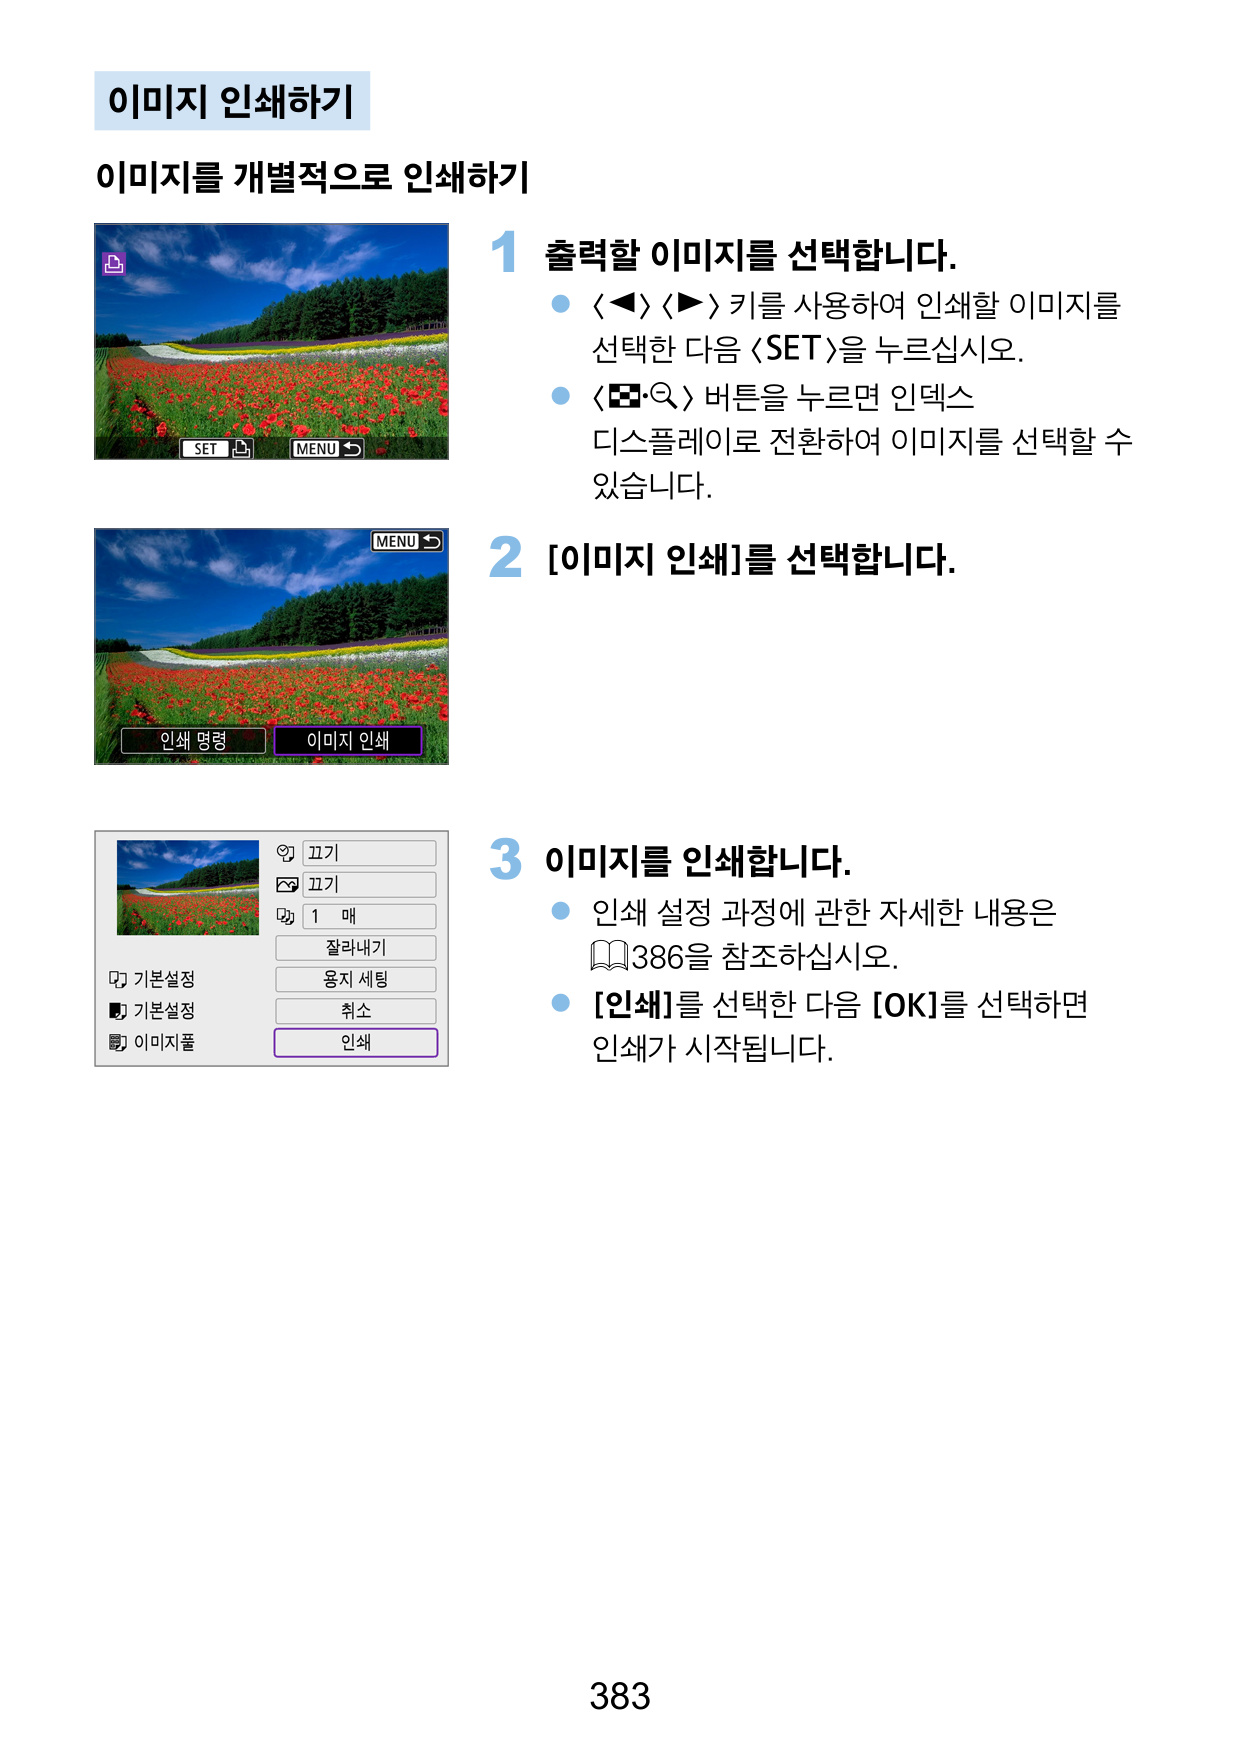 이미지 인쇄하기
이미지를 개별적으로 인쇄하기
SET MENU
1 출력할 이미지를 선택합니다.
● 〈◀〉〈▶〉 키를 사용하여 인쇄할 이미지를
선택한 다음 〈SET〉을 누르십시오.
● 〈 · 〉 버튼을 누르면 인덱스
디스플레이로 전환하여 이미지를 선택할 수
있습니다.
MENU
인쇄 명령 이미지 인쇄
2 [이미지 인쇄]를 선택합니다.
끄기
끄기
1 매
잘라내기
기본설정 용지 세팅
기본설정 취소
이미지풀 인쇄
3 이미지를 인쇄합니다.
● 인쇄 설정 과정에 관한 자세한 내용은
386을 참조하십시오.
● [인쇄]를 선택한 다음 [OK]를 선택하면
인쇄가 시작됩니다.
383